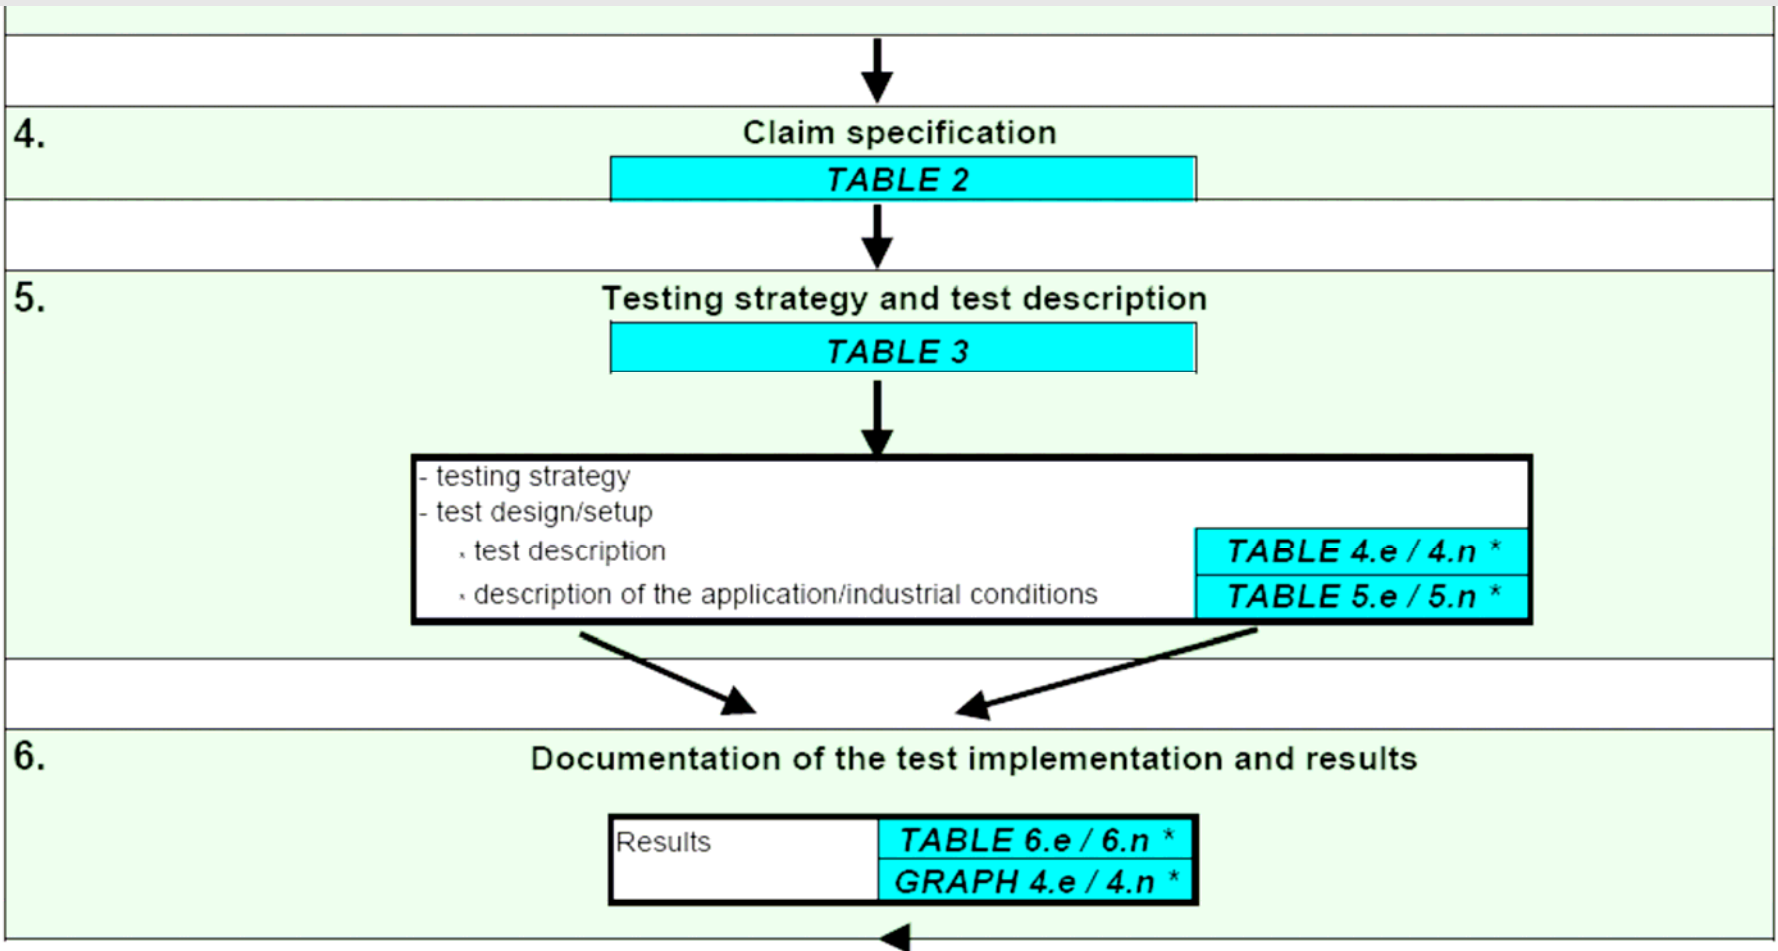 4.
Claim specification
TABLE 2
5.
Testing strategy and test description
TABLE 3
- testing strategy
- test design/setup
x test description
TABLE 4.e / 4.n *
x description of the application/industrial conditions
TABLE 5.e / 5.n *
6.
Documentation of the test implementation and results
Results
TABLE 6.e / 6.n *
GRAPH 4.e / 4.n *